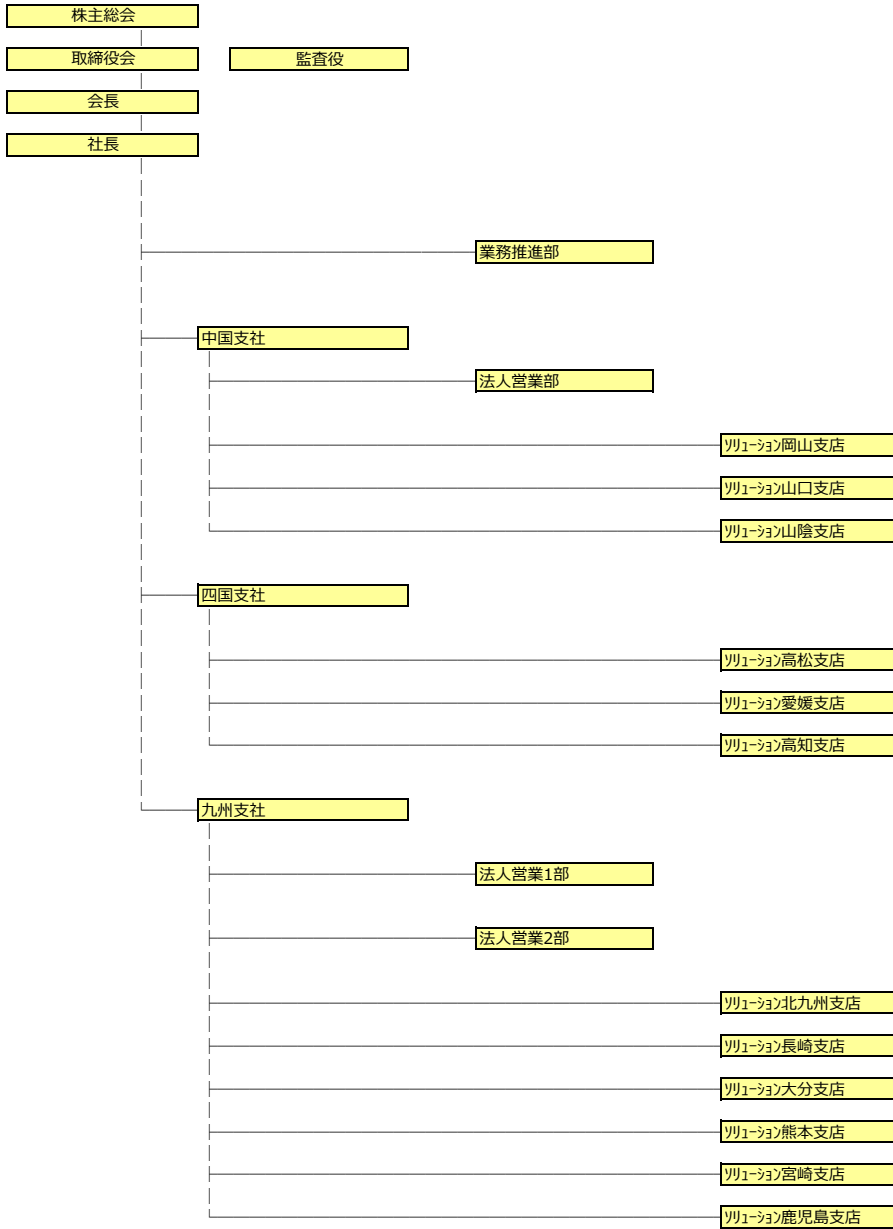 株主総会
取締役会
監査役
会長
社長
業務推進部
中国支社
法人営業部
ｿﾘｭｰｼｮﾝ岡山支店
ｿﾘｭｰｼｮﾝ山口支店
ｿﾘｭｰｼｮﾝ山陰支店
四国支社
ｿﾘｭｰｼｮﾝ高松支店
ｿﾘｭｰｼｮﾝ愛媛支店
ｿﾘｭｰｼｮﾝ高知支店
九州支社
法人営業1部
法人営業2部
ｿﾘｭｰｼｮﾝ北九州支店
ｿﾘｭｰｼｮﾝ長崎支店
ｿﾘｭｰｼｮﾝ大分支店
ｿﾘｭｰｼｮﾝ熊本支店
ｿﾘｭｰｼｮﾝ宮崎支店
ｿﾘｭｰｼｮﾝ鹿児島支店